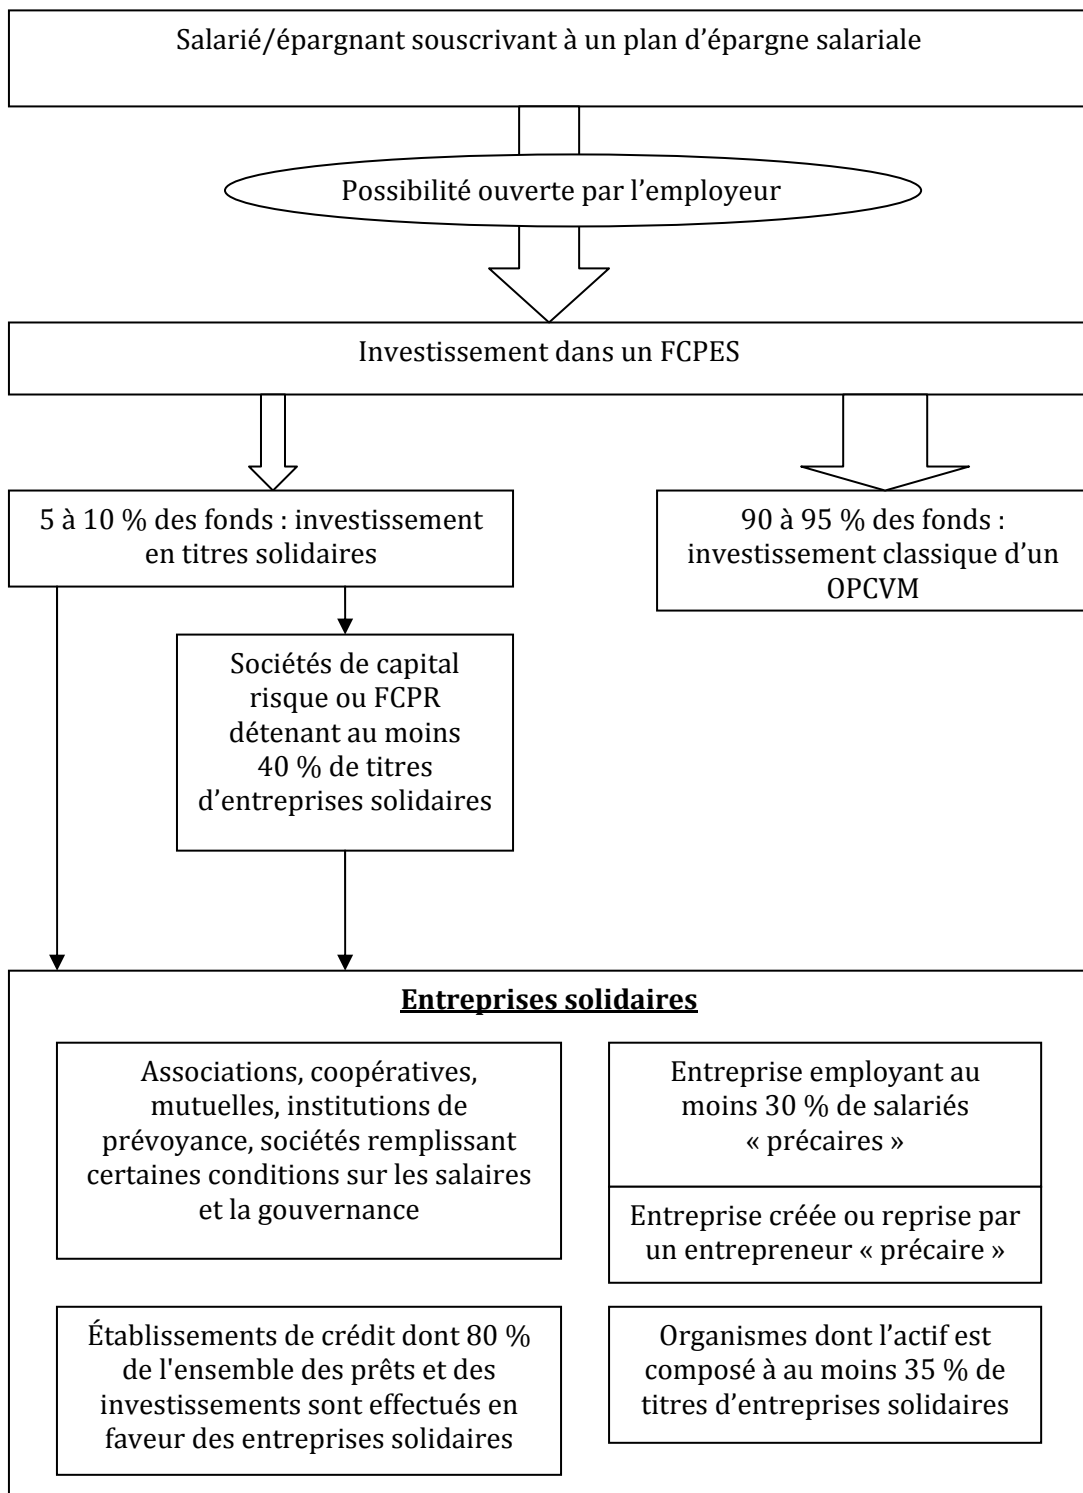 Salarié/épargnant souscrivant à un plan d’épargne salariale
Possibilité ouverte par l’employeur
Investissement dans un FCPES
5 à 10 % des fonds : investissement
en titres solidaires
90 à 95 % des fonds :
investissement classique d’un
OPCVM
Sociétés de capital
risque ou FCPR
détenant au moins
40 % de titres
d’entreprises solidaires
Entreprises solidaires
Associations, coopératives,
mutuelles, institutions de
prévoyance, sociétés remplissant
certaines conditions sur les salaires
et la gouvernance
Entreprise employant au
moins 30 % de salariés
« précaires »
Entreprise créée ou reprise par
un entrepreneur « précaire »
Établissements de crédit dont 80 %
de l'ensemble des prêts et des
investissements sont effectués en
faveur des entreprises solidaires
Organismes dont l’actif est
composé à au moins 35 % de
titres d’entreprises solidaires